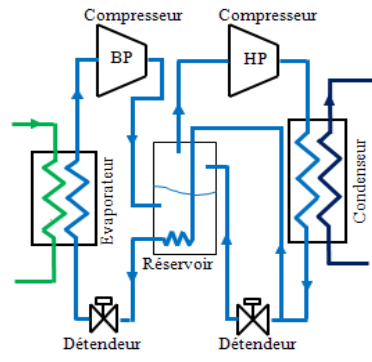 Compresseur
Compresseur
BP
HP
Evaporateur
Condenseur
Réservoir
Détendeur
Détendeur